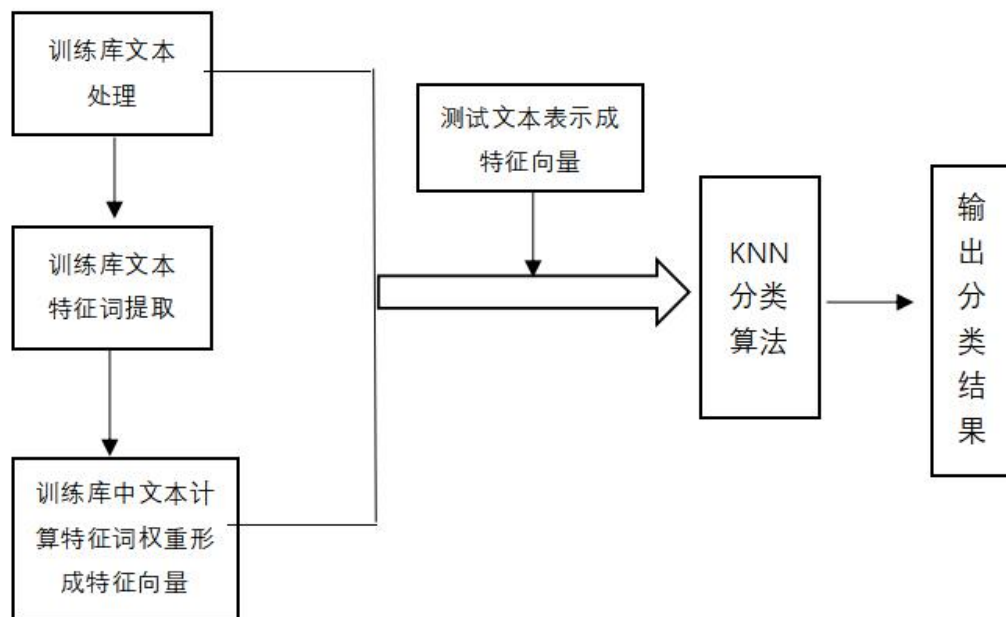 训练库文本
处理
测试文本表示成
特征向量
训练库文本
特征词提取
KNN
分类
算法
输
出
分
类
结
果
训练库中文本计
算特征词权重形
成特征向量